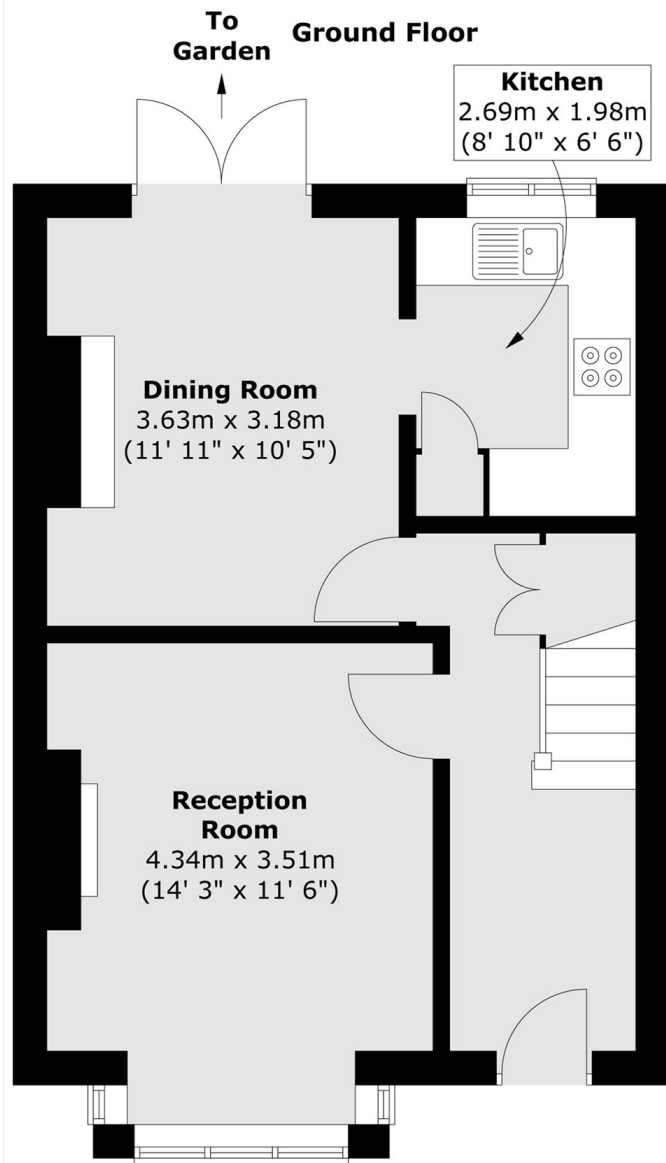 To
Garden
Ground Floor
Kitchen
2.69m x 1.98m
(8' 10" x 6' 6")
Dining Room
3.63m x 3.18m
(11' 11" x 10' 5")
Reception
Room
4.34m x 3.51m
(14' 3" x 11' 6")